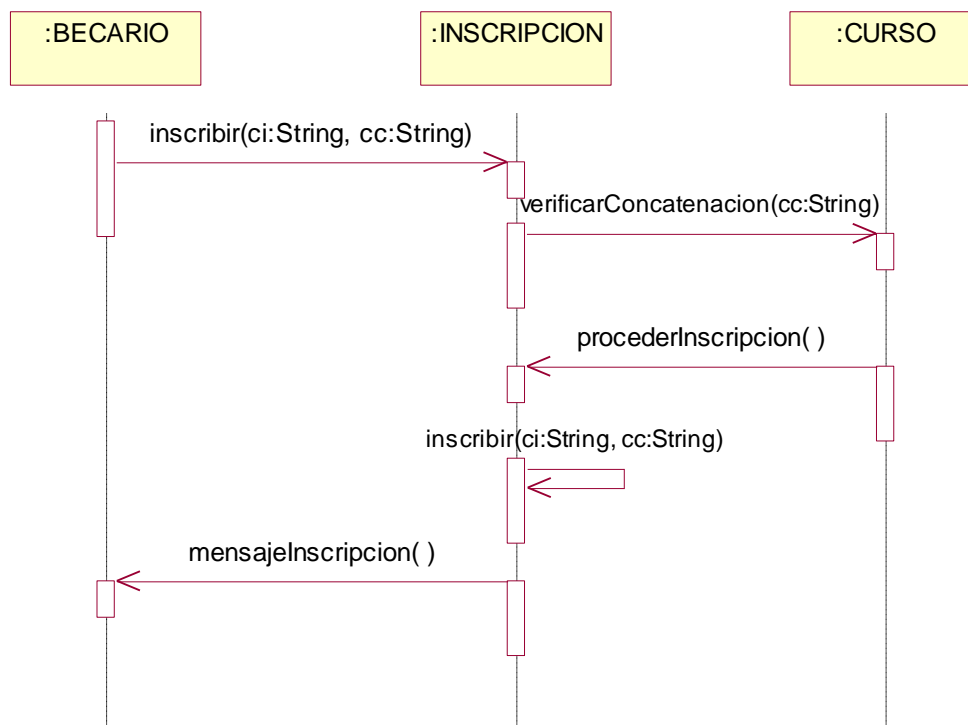 :BECARIO
:INSCRIPCION
:CURSO
inscribir(ci:String, cc:String)
verificarConcatenacion(cc:String)
procederInscripcion( )
inscribir(ci:String, cc:String)
mensajeInscripcion( )